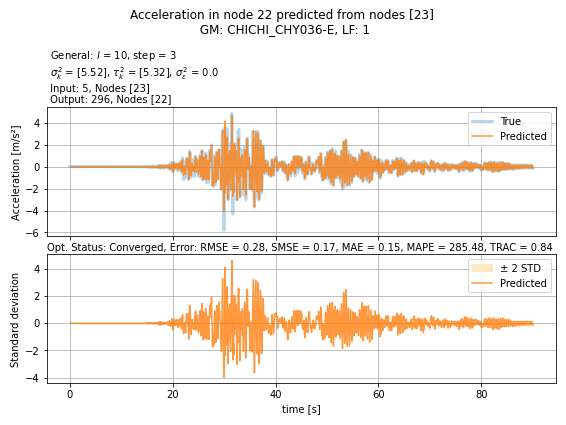 Acceleration in node 22 predicted from nodes [23]
GM: CHICHI_CHY036-E, LF: 1
General: l = 10, step = 3
σ²ₖ = [5.52], τ²ₖ = [5.32], σ²ε = 0.0
Input: 5, Nodes [23]
Output: 296, Nodes [22]
Acceleration [m/s²]
4
2
0
−2
−4
−6
True
Predicted
Opt. Status: Converged, Error: RMSE = 0.28, SMSE = 0.17, MAE = 0.15, MAPE = 285.48, TRAC = 0.84
Standard deviation
4
2
0
−2
−4
± 2 STD
Predicted
0 20 40 60 80
time [s]